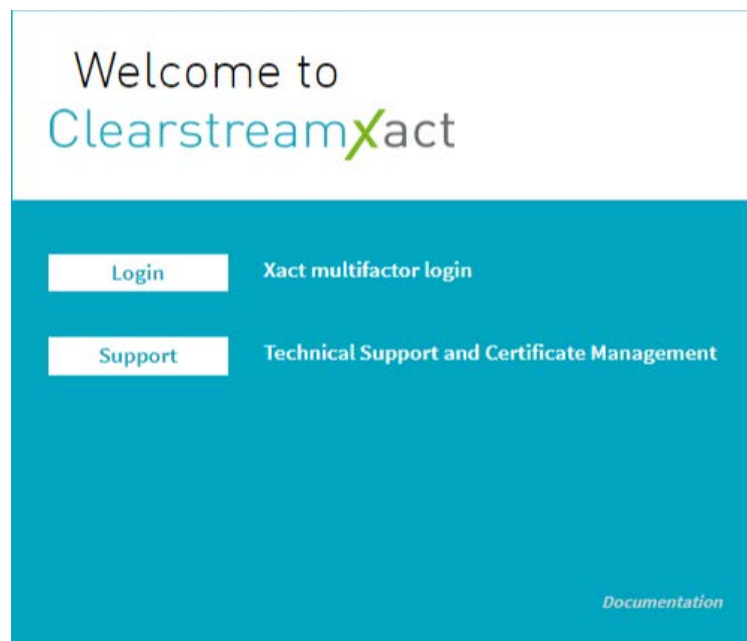 Welcome to
ClearstreamXact
Login
Xact multifactor login
Support
Technical Support and Certificate Management
Documentation